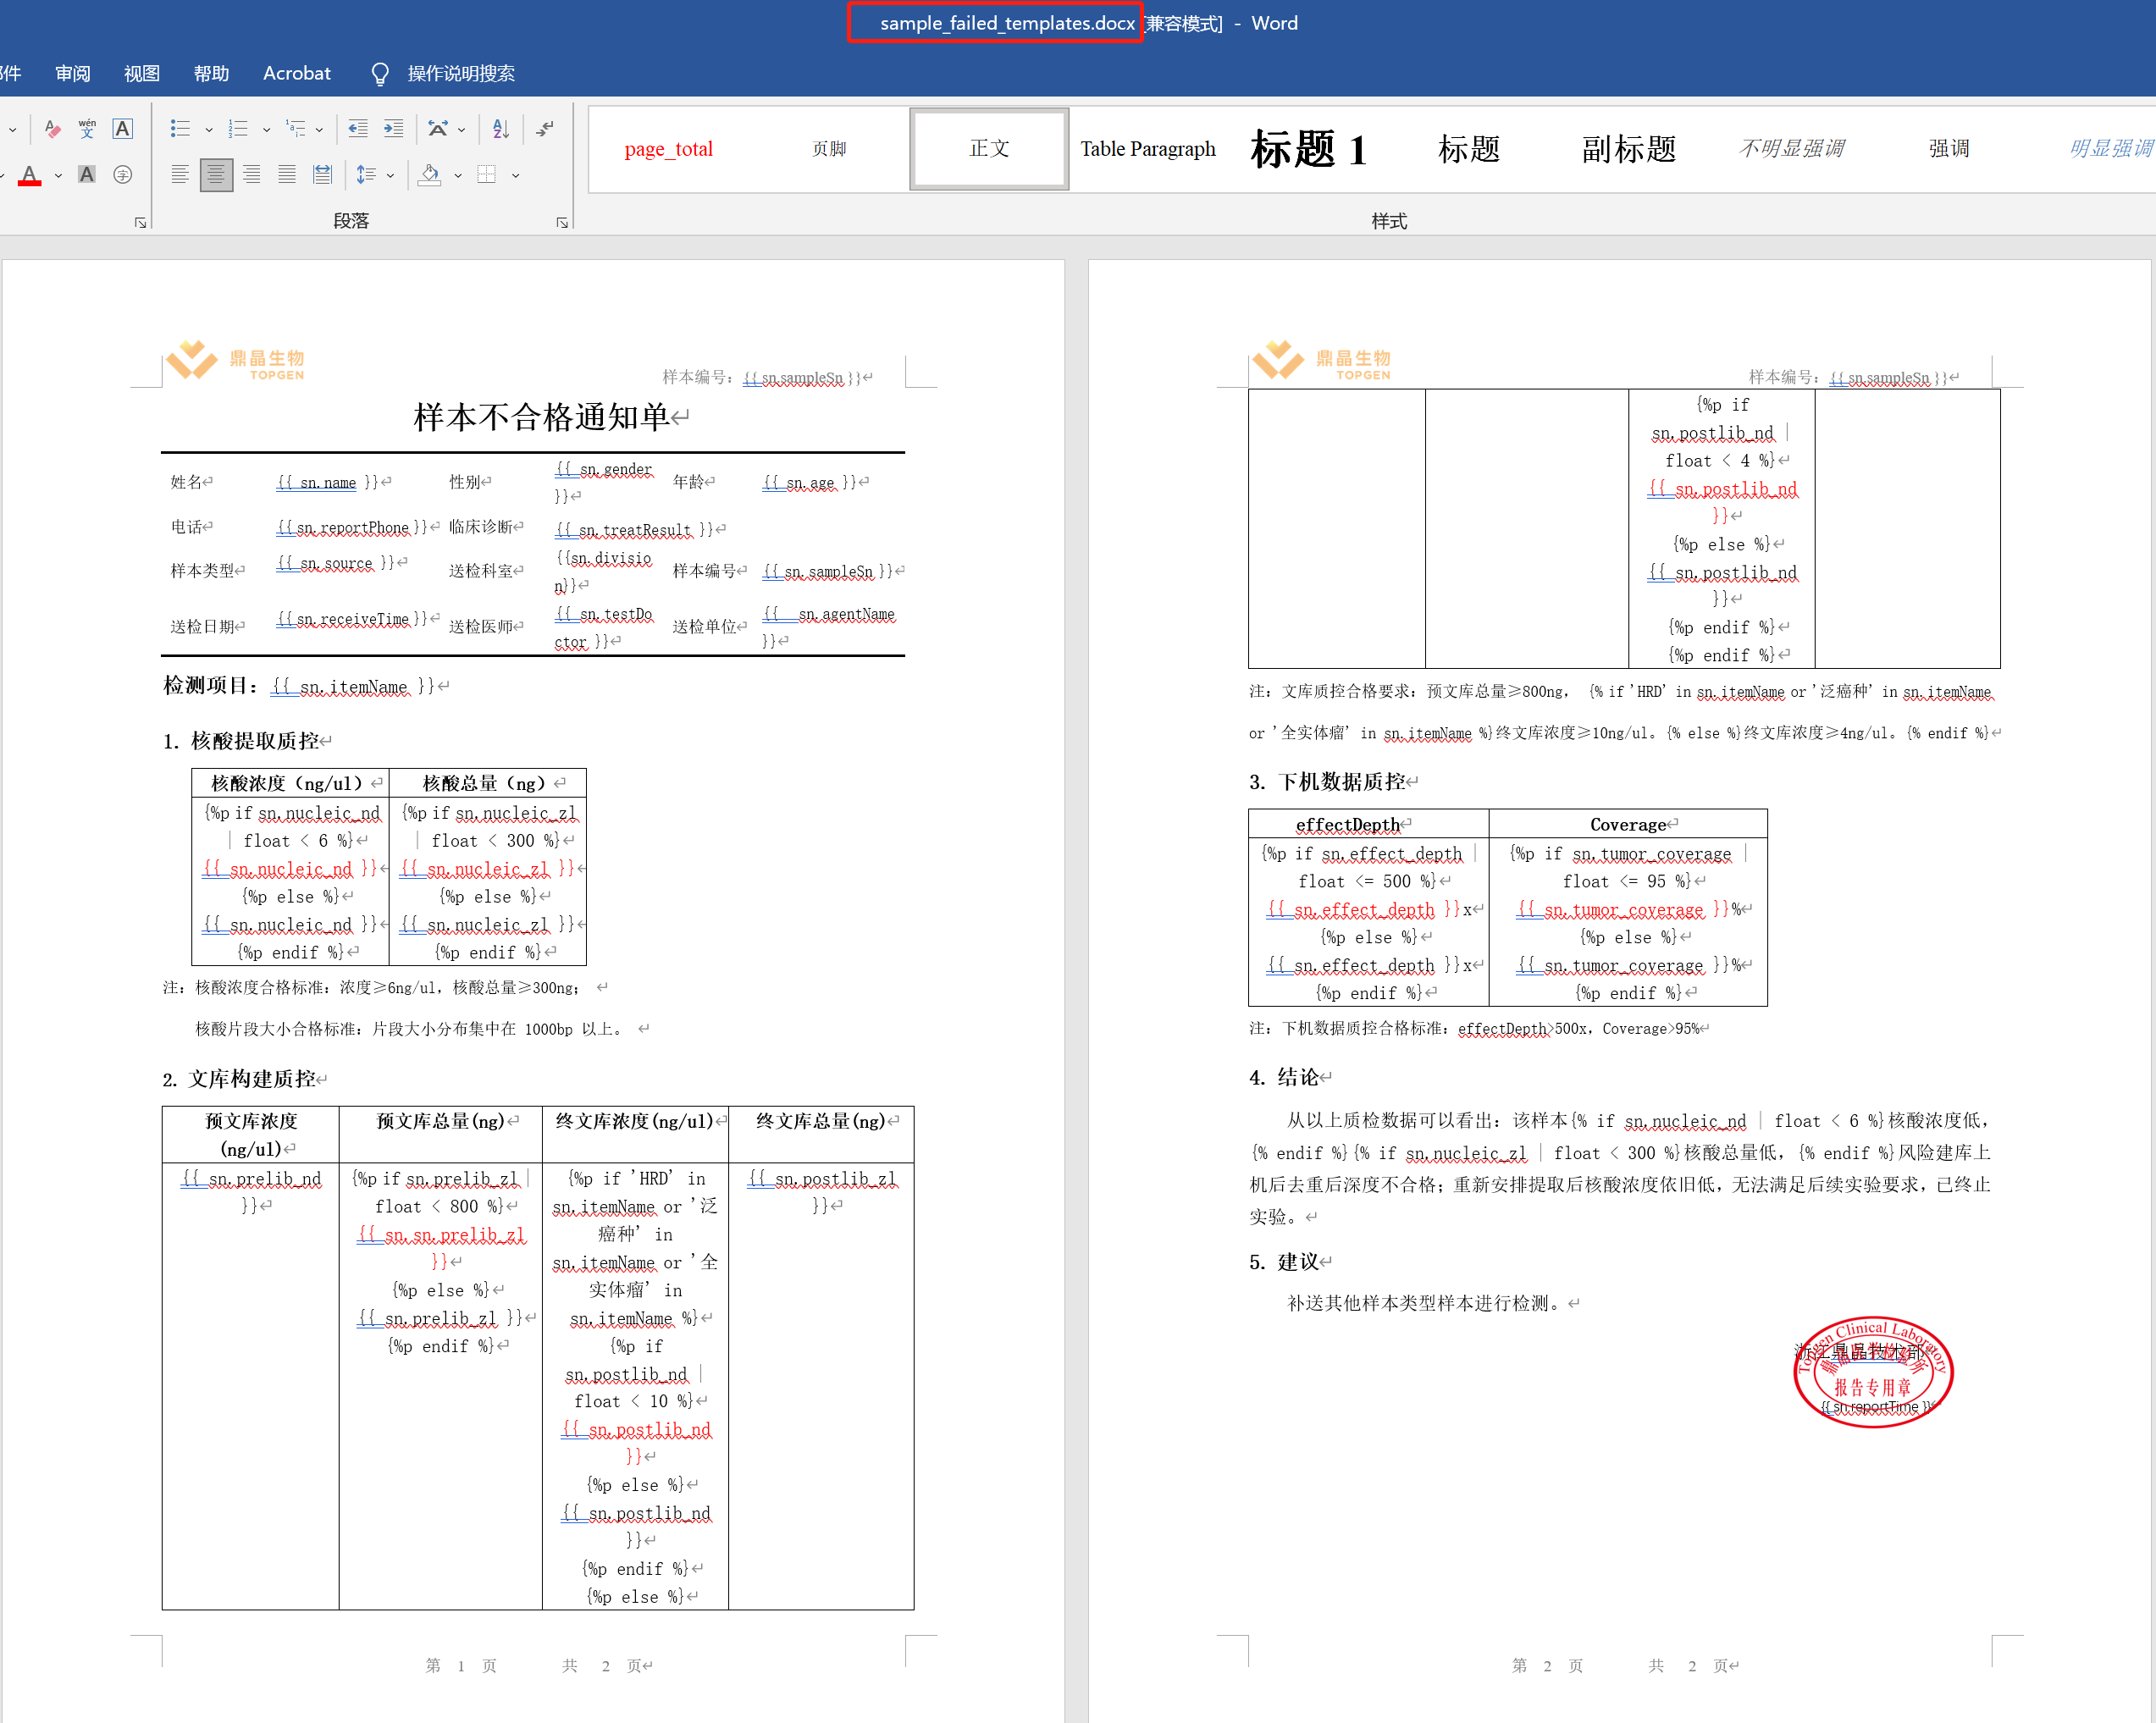 sample_failed_templates.docx [兼容模式] - Word
审阅 视图 帮助 Acrobat 操作说明搜索
page_total 页脚 正文 Table Paragraph 标题 1 标题 副标题 不明显强调 强调 明显强调
段落 样式
鼎晶生物
TOPGEN
样本编号：{{ sn.sampleSn }}
样本不合格通知单
姓名 {{ sn.name }} 性别 {{ sn.gender }} 年龄 {{ sn.age }}
电话 {{ sn.reportPhone }} 临床诊断 {{ sn.treatResult }}
样本类型 {{ sn.source }} 送检科室 {{sn.division}} 样本编号 {{ sn.sampleSn }}
送检日期 {{ sn.receiveTime }} 送检医师 {{ sn.testDoctor }} 送检单位 {{ sn.agentName }}
检测项目：{{ sn.itemName }}
1. 核酸提取质控
核酸浓度（ng/ul） 核酸总量（ng）
{%p if sn.nucleic_nd
| float < 6 %}
{{ sn.nucleic_nd }}
{%p else %}
{{ sn.nucleic_nd }}
{%p endif %}
{%p if sn.nucleic_zl
| float < 300 %}
{{ sn.nucleic_zl }}
{%p else %}
{{ sn.nucleic_zl }}
{%p endif %}
注：核酸浓度合格标准：浓度≥6ng/ul，核酸总量≥300ng；
核酸片段大小合格标准：片段大小分布集中在 1000bp 以上。
2. 文库构建质控
预文库浓度
(ng/ul)
预文库总量(ng) 终文库浓度(ng/ul) 终文库总量(ng)
{{ sn.prelib_nd
}}
{%p if sn.prelib_zl |
float < 800 %}
{{ sn.sn.prelib_zl
}}
{%p else %}
{{ sn.prelib_zl }}
{%p endif %}
{%p if 'HRD' in
sn.itemName or '泛
癌种' in
sn.itemName or '全
实体瘤' in
sn.itemName %}
{%p if
sn.postlib_nd |
float < 10 %}
{{ sn.postlib_nd
}}
{%p else %}
{{ sn.postlib_nd
}}
{%p endif %}
{%p else %}
{{ sn.postlib_zl
}}
第 1 页 共 2 页
鼎晶生物
TOPGEN
样本编号：{{ sn.sampleSn }}
{%p if
sn.postlib_nd |
float < 4 %}
{{ sn.postlib_nd
}}
{%p else %}
{{ sn.postlib_nd
}}
{%p endif %}
{%p endif %}
注：文库质控合格要求：预文库总量≥800ng， {% if 'HRD' in sn.itemName or '泛癌种' in sn.itemName
or '全实体瘤' in sn.itemName %}终文库浓度≥10ng/ul。{% else %}终文库浓度≥4ng/ul。{% endif %}
3. 下机数据质控
effectDepth Coverage
{%p if sn.effect_depth |
float <= 500 %}
{{ sn.effect_depth }}x
{%p else %}
{{ sn.effect_depth }}x
{%p endif %}
{%p if sn.tumor_coverage |
float <= 95 %}
{{ sn.tumor_coverage }}%
{%p else %}
{{ sn.tumor_coverage }}%
{%p endif %}
注：下机数据质控合格标准：effectDepth>500x，Coverage>95%
4. 结论
从以上质检数据可以看出：该样本{% if sn.nucleic_nd | float < 6 %}核酸浓度低，
{% endif %}{% if sn.nucleic_zl | float < 300 %}核酸总量低，{% endif %}风险建库上
机后去重后深度不合格；重新安排提取后核酸浓度依旧低，无法满足后续实验要求，已终止
实验。
5. 建议
补送其他样本类型样本进行检测。
Topgen Clinical Laboratory
鼎晶技术部
报告专用章
{{ sn.reportTime }}
第 2 页 共 2 页